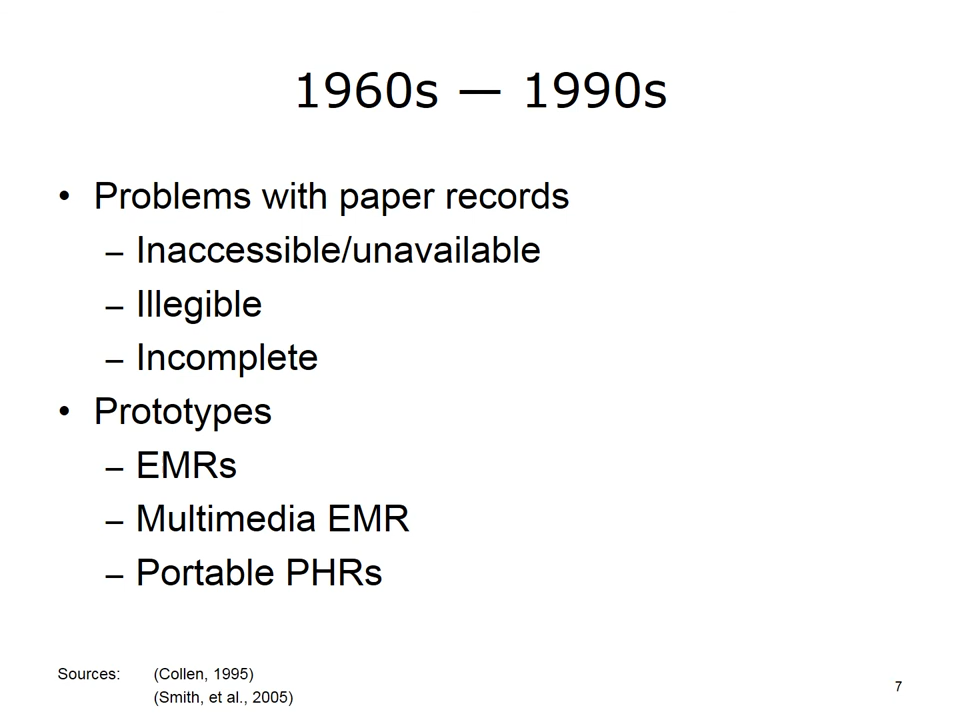 1960s — 1990s
• Problems with paper records
– Inaccessible/unavailable
– Illegible
– Incomplete
• Prototypes
– EMRs
– Multimedia EMR
– Portable PHRs
Sources: (Collen, 1995)
(Smith, et al., 2005)
7